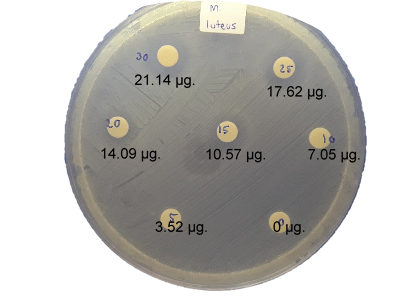 M.
luteus
30
25
21.14 µg.
17.62 µg.
20
15
10
14.09 µg.
10.57 µg.
7.05 µg.
5
0
3.52 µg.
0 µg.